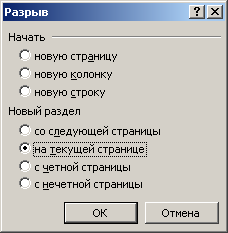 Разрыв
Начать
новую страницу
новую колонку
новую строку
Новый раздел
со следующей страницы
на текущей странице
с четной страницы
с нечетной страницы
ОК Отмена